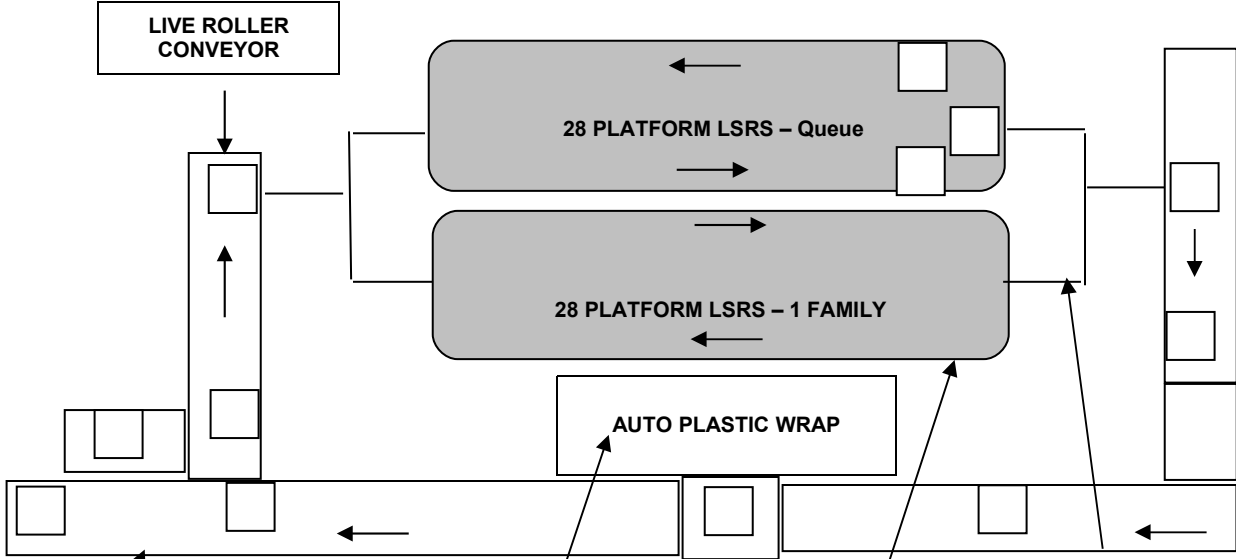 LIVE ROLLER
CONVEYOR
28 PLATFORM LSRS – Queue
28 PLATFORM LSRS – 1 FAMILY
AUTO PLASTIC WRAP